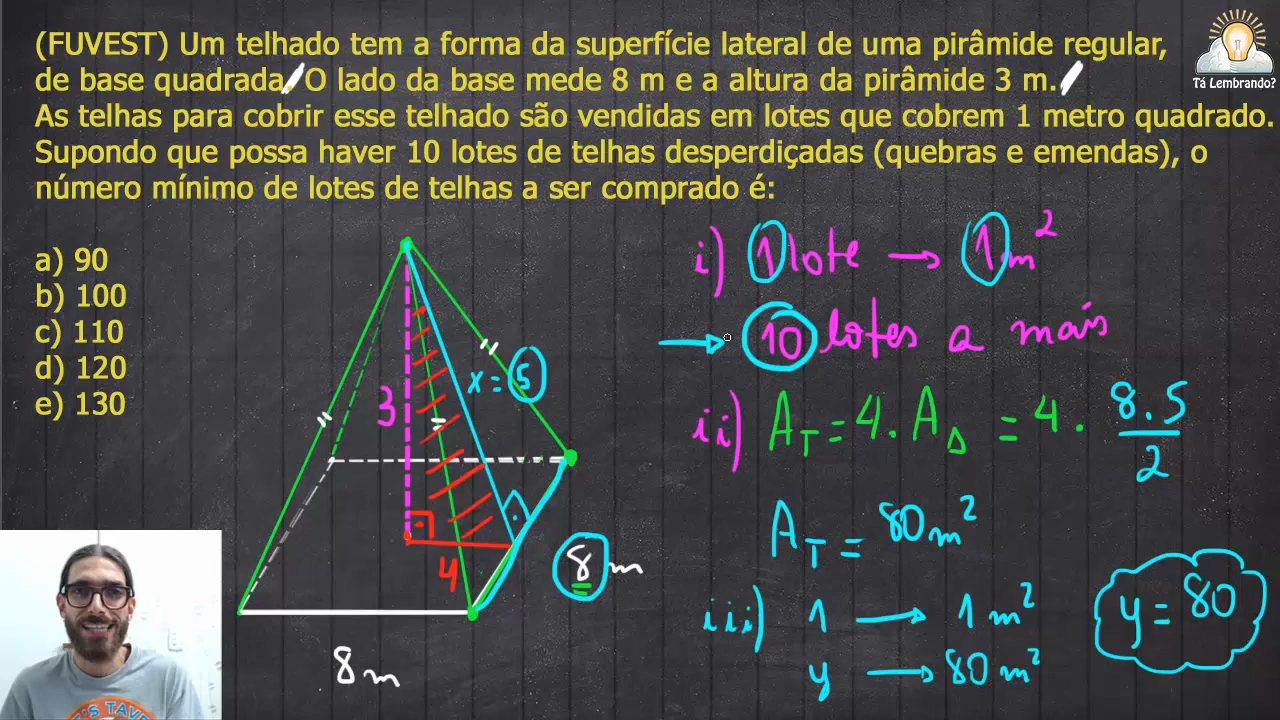 (FUVEST) Um telhado tem a forma da superfície lateral de uma pirâmide regular,
de base quadrada. O lado da base mede 8 m e a altura da pirâmide 3 m.
As telhas para cobrir esse telhado são vendidas em lotes que cobrem 1 metro quadrado.
Supondo que possa haver 10 lotes de telhas desperdiçadas (quebras e emendas), o
número mínimo de lotes de telhas a ser comprado é:
Tá Lembrando?
a) 90
b) 100
c) 110
d) 120
e) 130
3
x = 5
4
8 m
8 m
i) 1 lote → 1 m²
→ 10 lotes a mais
ii) A_T = 4 . A_Δ = 4 . 8.5/2
A_T = 80 m²
iii) 1 → 1 m²
y → 80 m²
y = 80